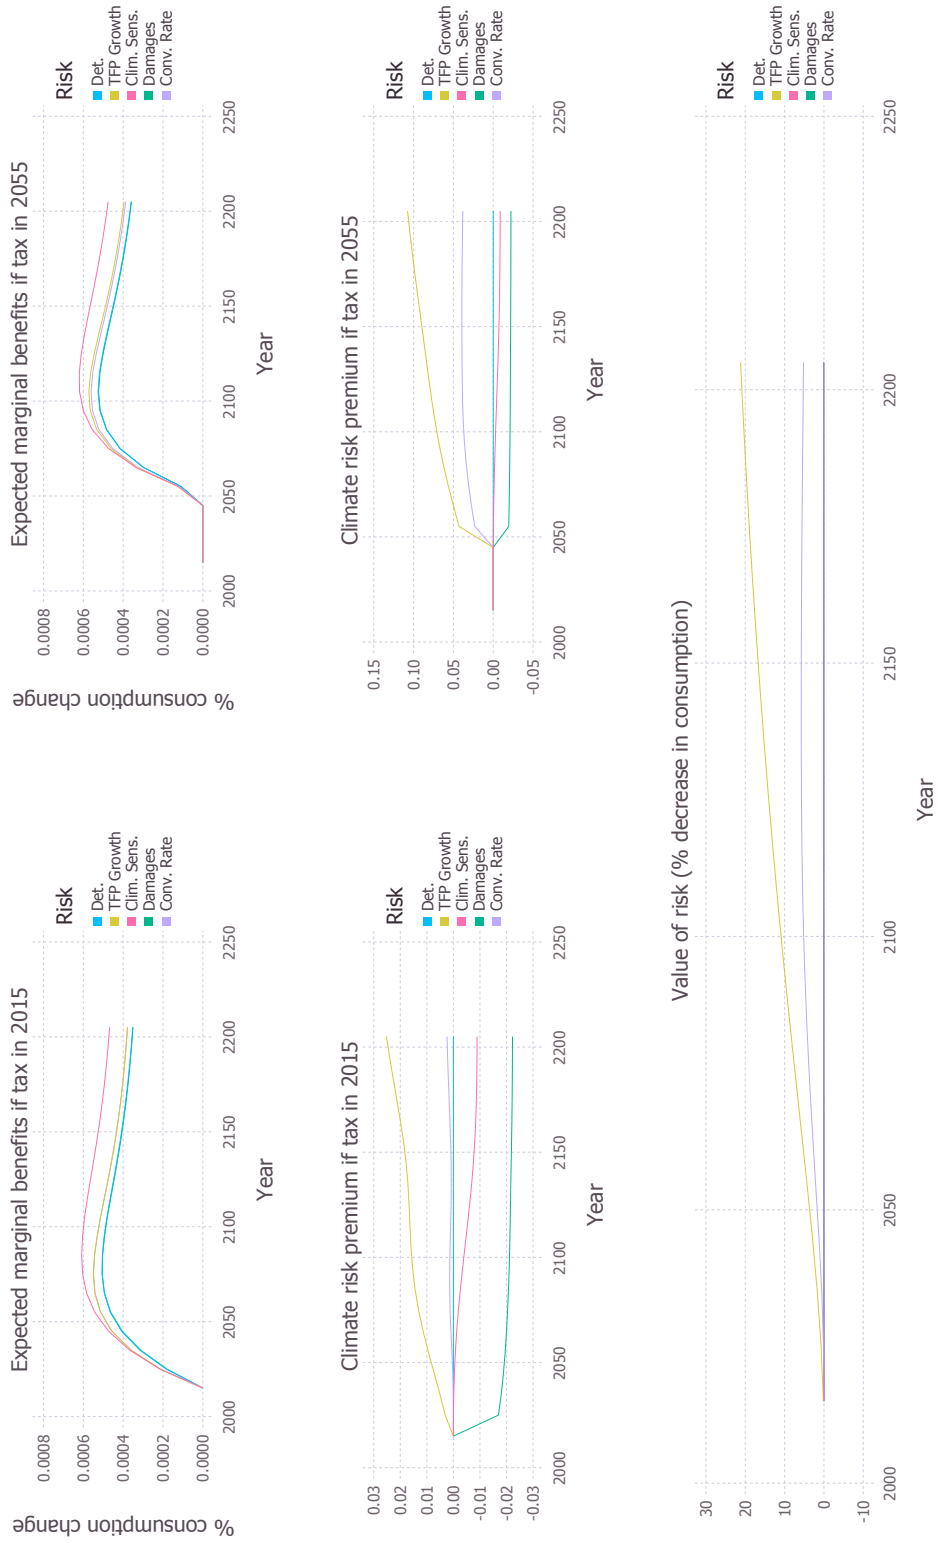 Expected marginal benefits if tax in 2015
% consumption change
0.0008
0.0006
0.0004
0.0002
0.0000
2000
2050
2100
2150
2200
2250
Year
Risk
Det.
TFP Growth
Clim. Sens.
Damages
Conv. Rate
Expected marginal benefits if tax in 2055
% consumption change
0.0008
0.0006
0.0004
0.0002
0.0000
2000
2050
2100
2150
2200
2250
Year
Risk
Det.
TFP Growth
Clim. Sens.
Damages
Conv. Rate
Climate risk premium if tax in 2015
0.03
0.02
0.01
0.00
-0.01
-0.02
-0.03
2000
2050
2100
2150
2200
2250
Year
Risk
Det.
TFP Growth
Clim. Sens.
Damages
Conv. Rate
Climate risk premium if tax in 2055
0.15
0.10
0.05
0.00
-0.05
2000
2050
2100
2150
2200
2250
Year
Risk
Det.
TFP Growth
Clim. Sens.
Damages
Conv. Rate
Value of risk (% decrease in consumption)
30
20
10
0
-10
2000
2050
2100
2150
2200
2250
Year
Risk
Det.
TFP Growth
Clim. Sens.
Damages
Conv. Rate